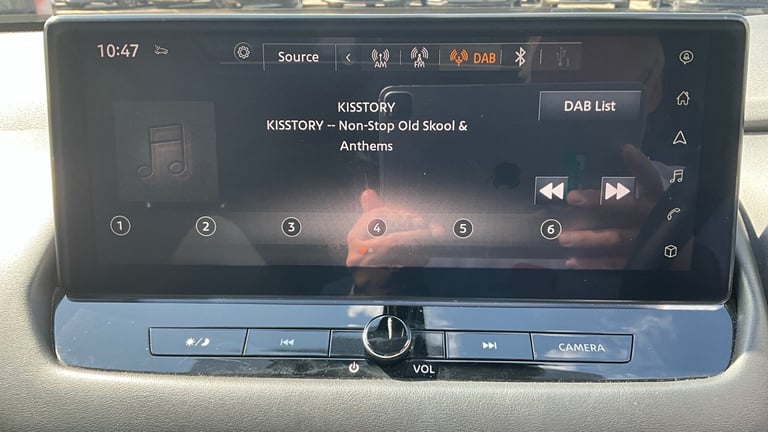 10:47
Source
AM
FM
DAB
KISSTORY
KISSTORY -- Non-Stop Old Skool &
Anthems
DAB List
1 2 3 4 5 6
CAMERA
VOL